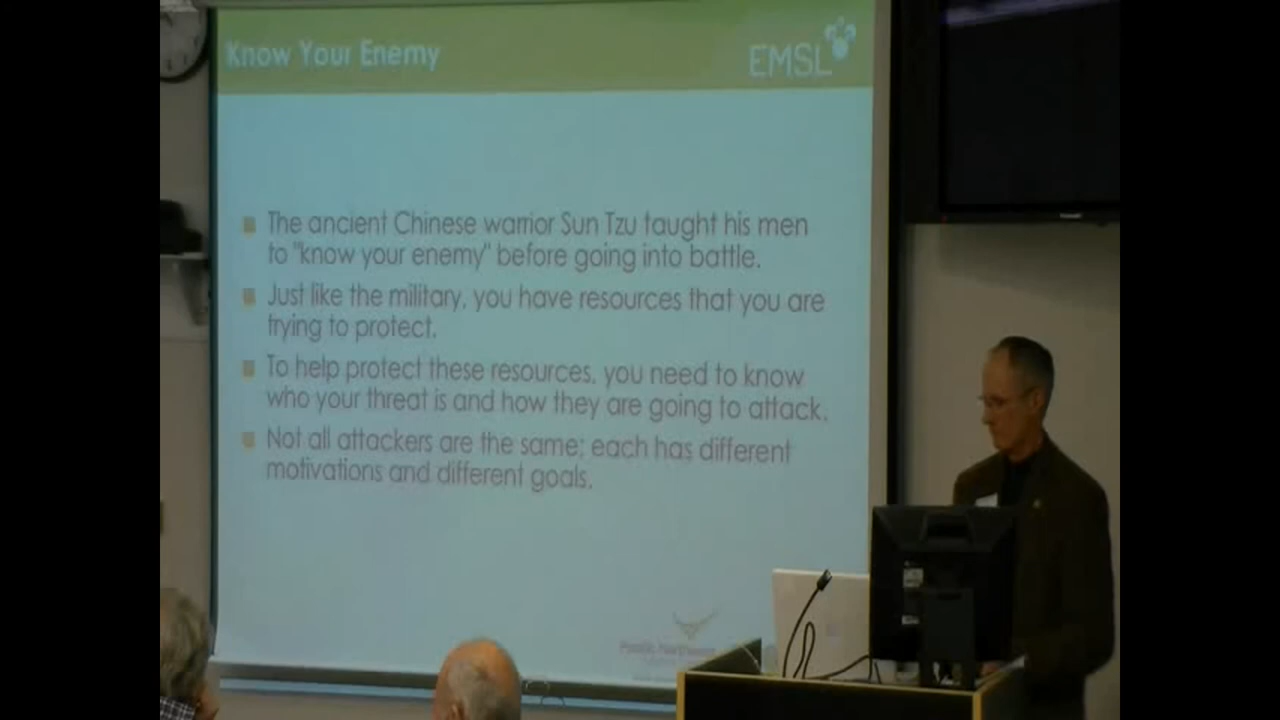 Know Your Enemy
EMSL
The ancient Chinese warrior Sun Tzu taught his men
to "know your enemy" before going into battle.
Just like the military, you have resources that you are
trying to protect.
To help protect these resources, you need to know
who your threat is and how they are going to attack.
Not all attackers are the same; each has different
motivations and different goals.
Pacific Northwest